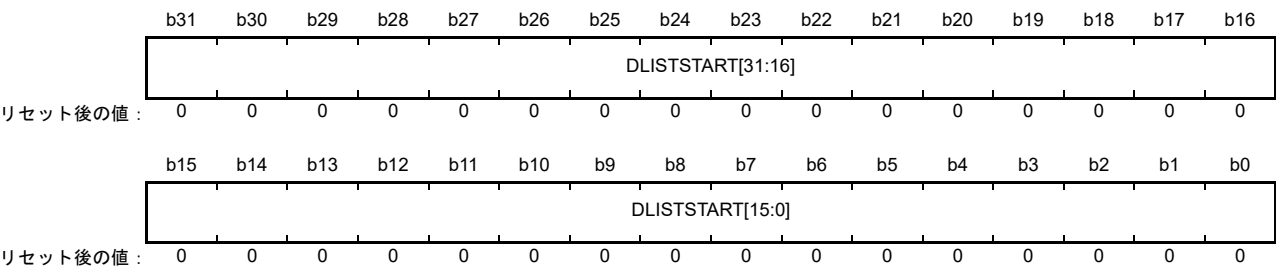 b31 b30 b29 b28 b27 b26 b25 b24 b23 b22 b21 b20 b19 b18 b17 b16
DLISTSTART[31:16]
リセット後の値： 0 0 0 0 0 0 0 0 0 0 0 0 0 0 0 0
b15 b14 b13 b12 b11 b10 b9 b8 b7 b6 b5 b4 b3 b2 b1 b0
DLISTSTART[15:0]
リセット後の値： 0 0 0 0 0 0 0 0 0 0 0 0 0 0 0 0